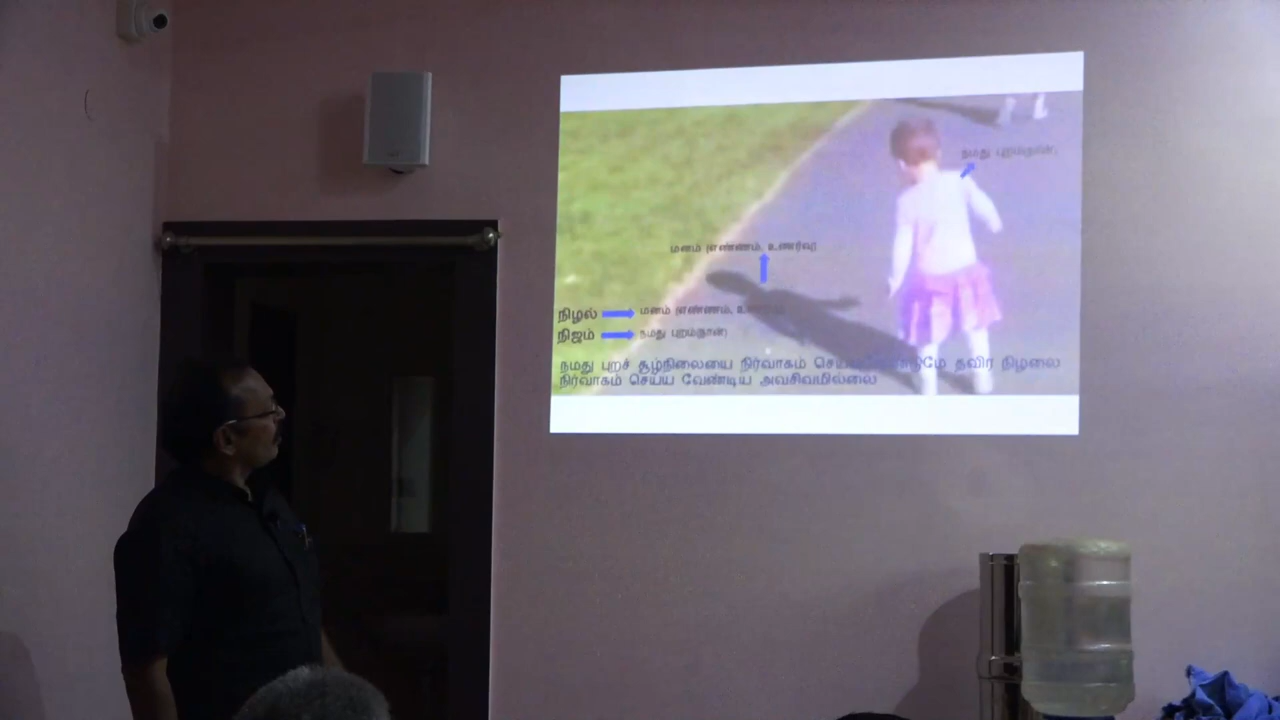 நமது புறம்(நான்)
மனம் (எண்ணம், உணர்வு)
நிழல் மனம் (எண்ணம்,
நிஜம் நமது புறம்(நான்)
நமது புறச் சூழ்நிலையை நிர்வாகம் தவிர நிழலை
நிர்வாகம் செய்ய வேண்டிய அவசிவமில்லை